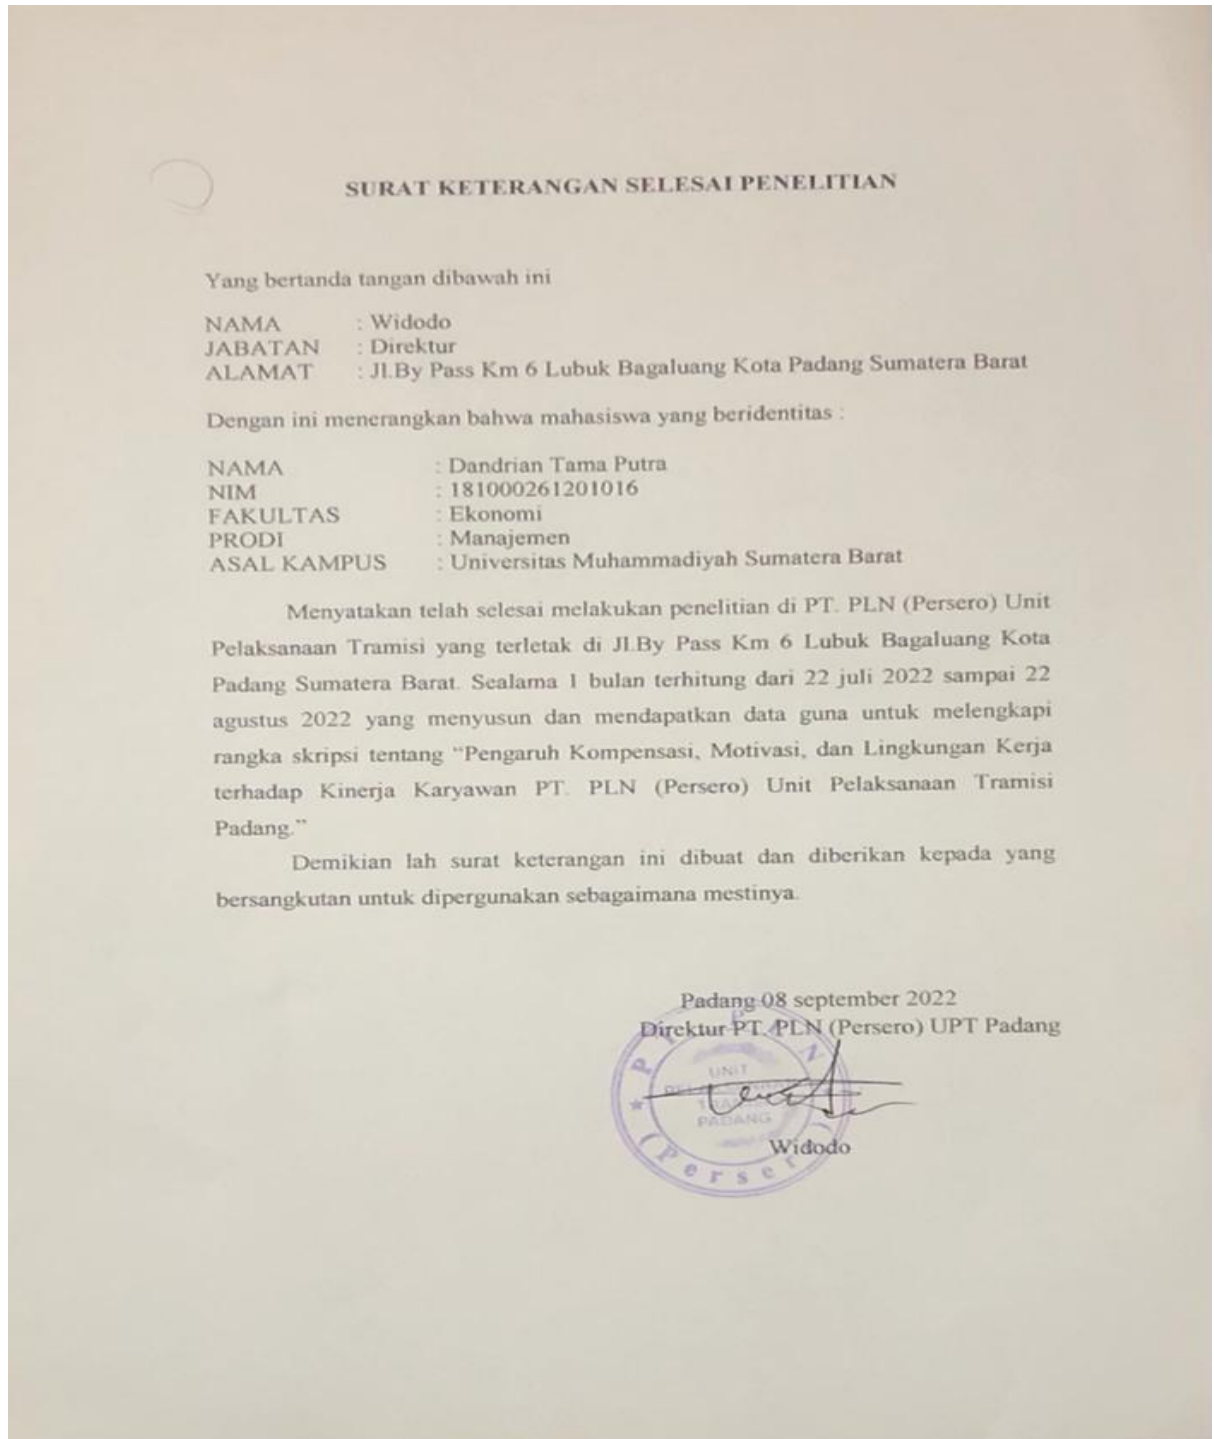 SURAT KETERANGAN SELESAI PENELITIAN
Yang bertanda tangan dibawah ini
NAMA : Widodo
JABATAN : Direktur
ALAMAT : Jl.By Pass Km 6 Lubuk Bagaluang Kota Padang Sumatera Barat
Dengan ini menerangkan bahwa mahasiswa yang beridentitas :
NAMA : Dandrian Tama Putra
NIM : 181000261201016
FAKULTAS : Ekonomi
PRODI : Manajemen
ASAL KAMPUS : Universitas Muhammadiyah Sumatera Barat
Menyatakan telah selesai melakukan penelitian di PT. PLN (Persero) Unit
Pelaksanaan Tramisi yang terletak di Jl.By Pass Km 6 Lubuk Bagaluang Kota
Padang Sumatera Barat. Sealama 1 bulan terhitung dari 22 juli 2022 sampai 22
agustus 2022 yang menyusun dan mendapatkan data guna untuk melengkapi
rangka skripsi tentang “Pengaruh Kompensasi, Motivasi, dan Lingkungan Kerja
terhadap Kinerja Karyawan PT. PLN (Persero) Unit Pelaksanaan Tramisi
Padang.”
Demikian lah surat keterangan ini dibuat dan diberikan kepada yang
bersangkutan untuk dipergunakan sebagaimana mestinya.
Padang 08 september 2022
Direktur PT. PLN (Persero) UPT Padang
UNIT
PADANG
(Persero)
Widodo